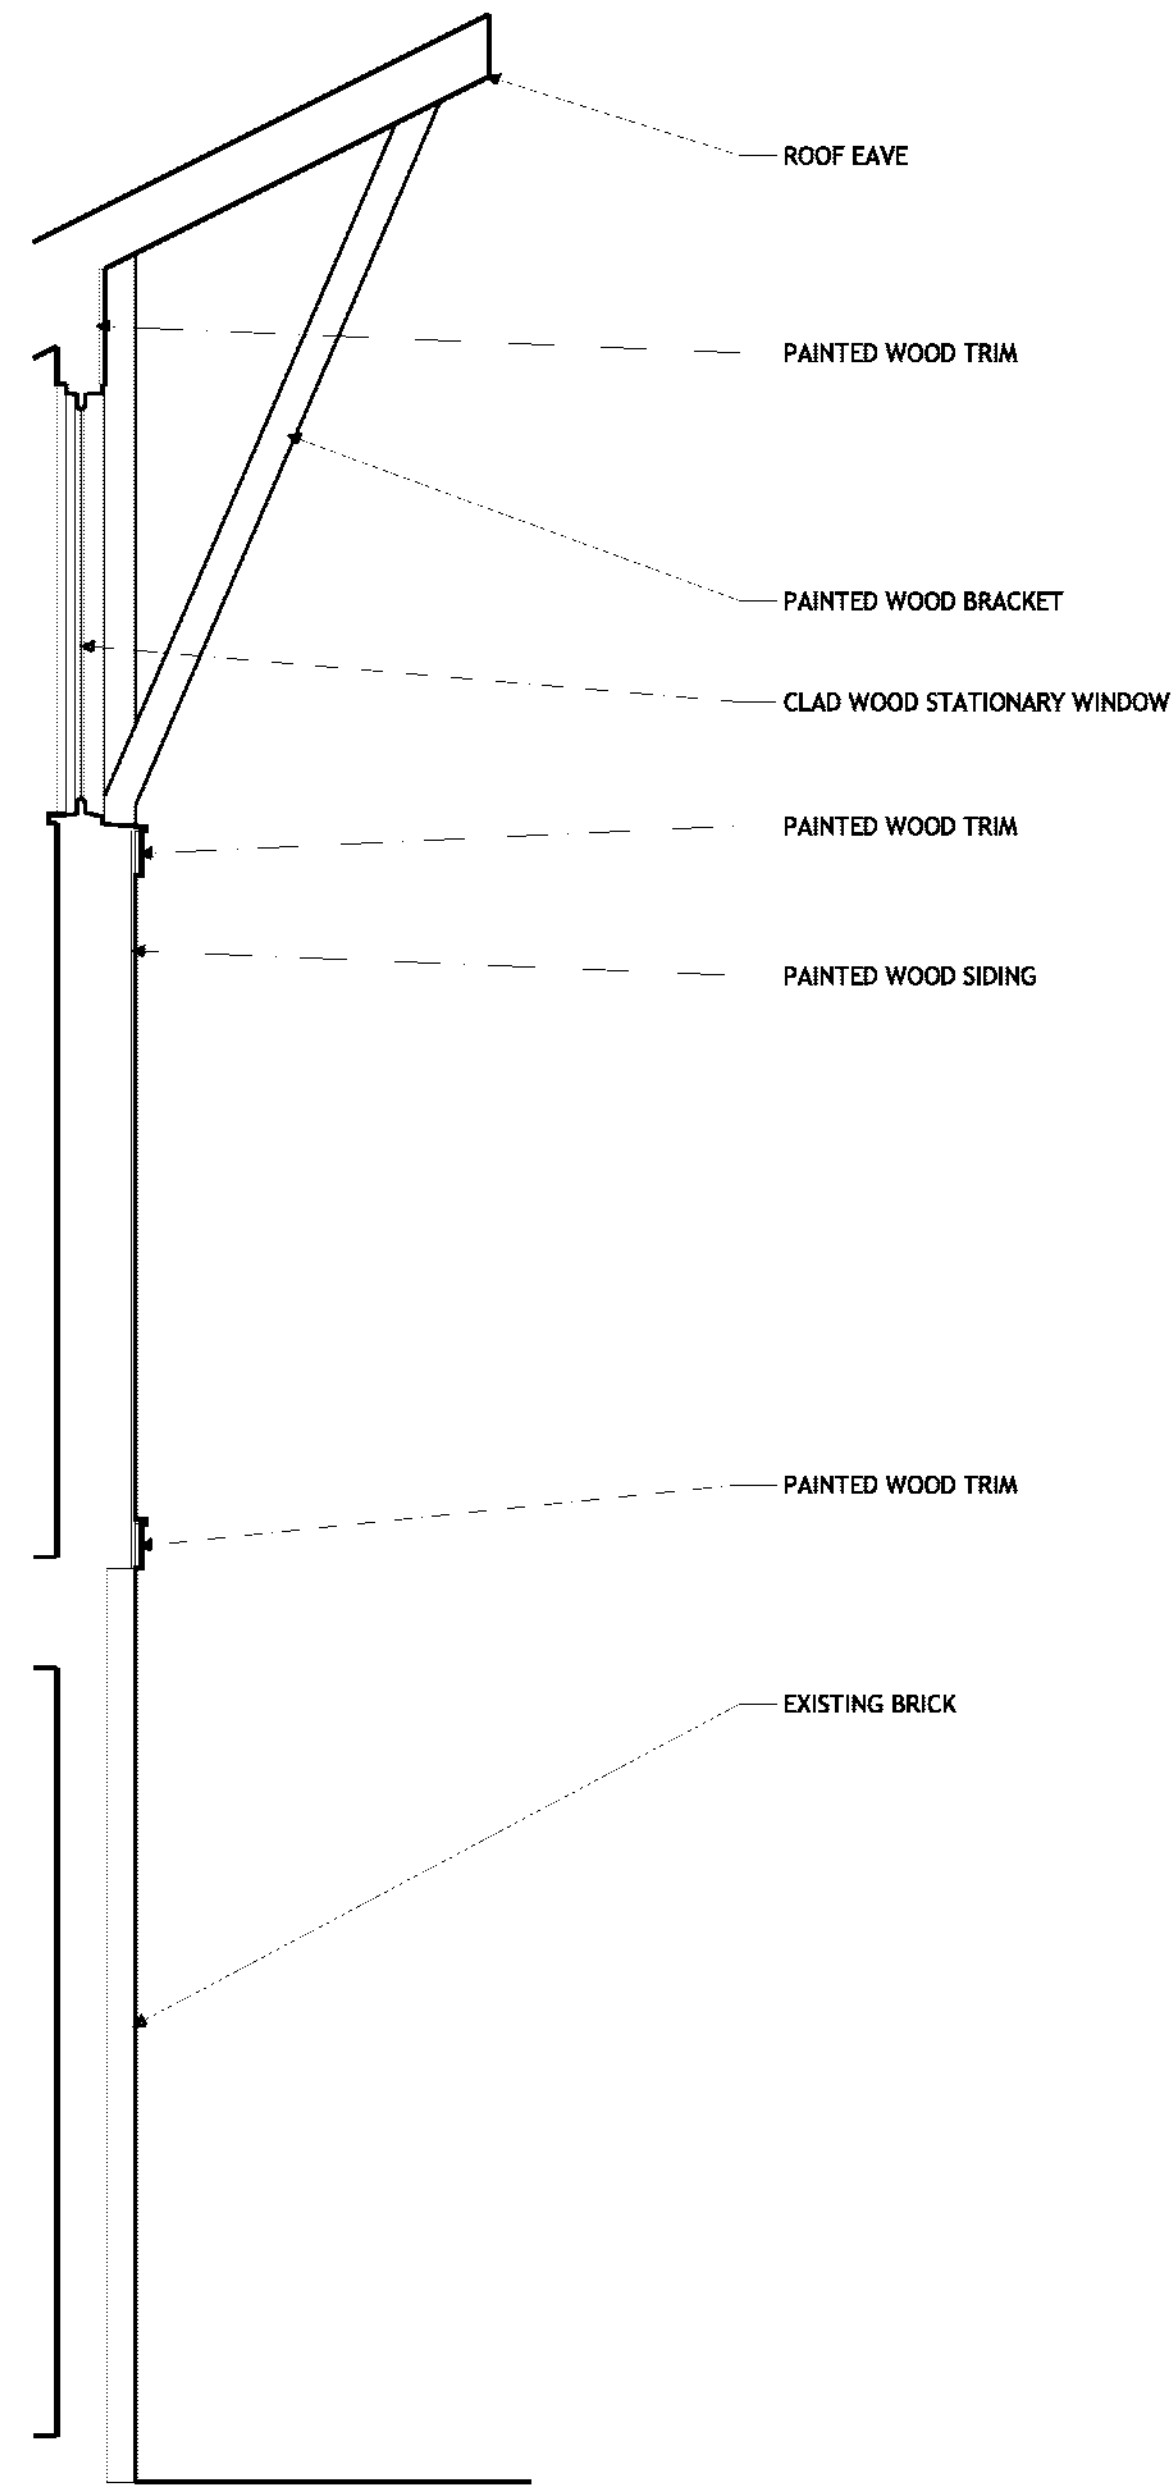 ROOF EAVE
PAINTED WOOD TRIM
PAINTED WOOD BRACKET
CLAD WOOD STATIONARY WINDOW
PAINTED WOOD TRIM
PAINTED WOOD SIDING
PAINTED WOOD TRIM
EXISTING BRICK